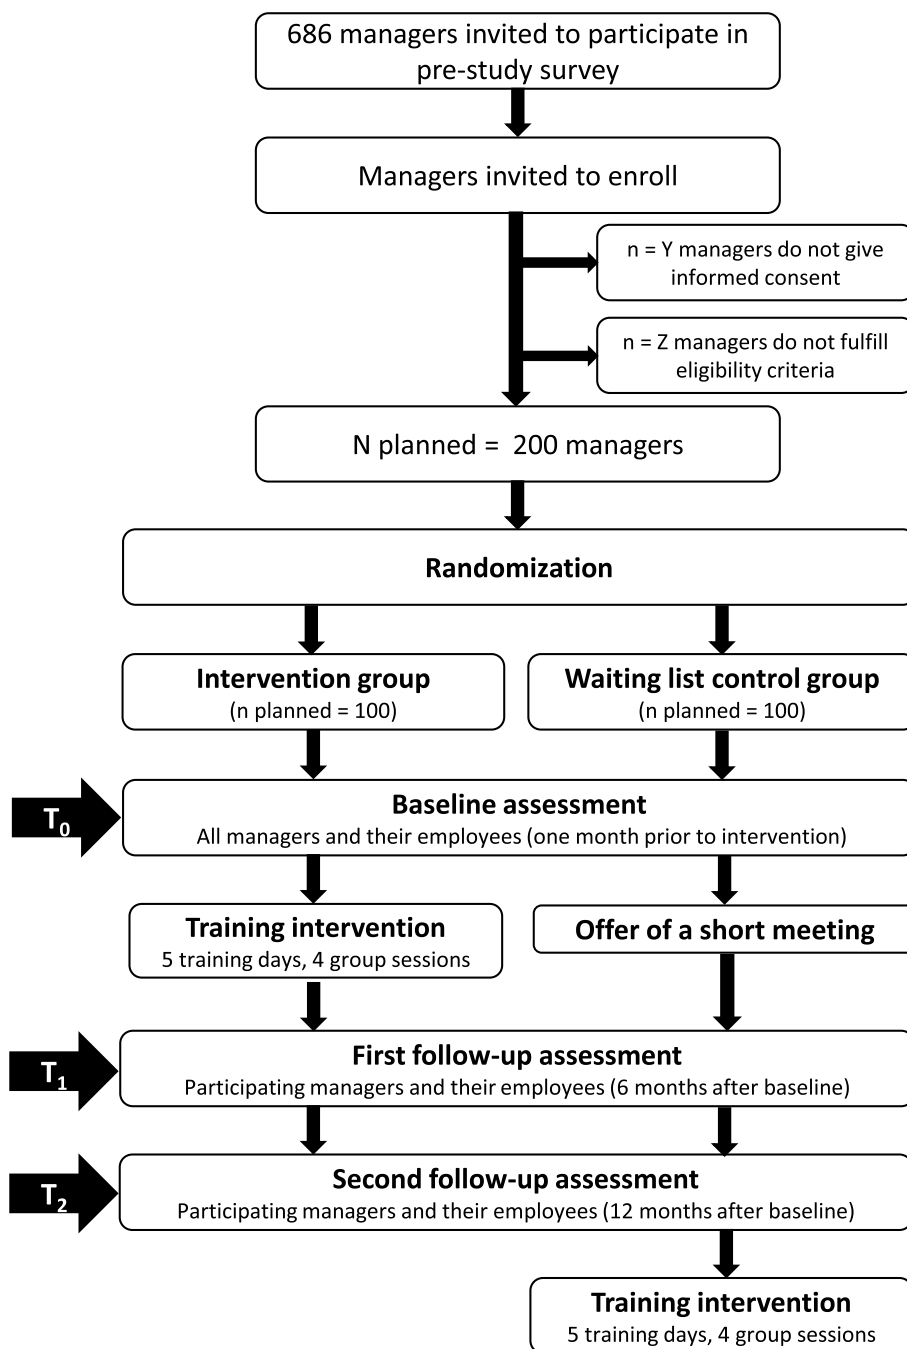 686 managers invited to participate in
pre-study survey
Managers invited to enroll
n = Y managers do not give
informed consent
n = Z managers do not fulfill
eligibility criteria
N planned = 200 managers
Randomization
Intervention group
(n planned = 100)
Waiting list control group
(n planned = 100)
T0
Baseline assessment
All managers and their employees (one month prior to intervention)
Training intervention
5 training days, 4 group sessions
Offer of a short meeting
T1
First follow-up assessment
Participating managers and their employees (6 months after baseline)
T2
Second follow-up assessment
Participating managers and their employees (12 months after baseline)
Training intervention
5 training days, 4 group sessions